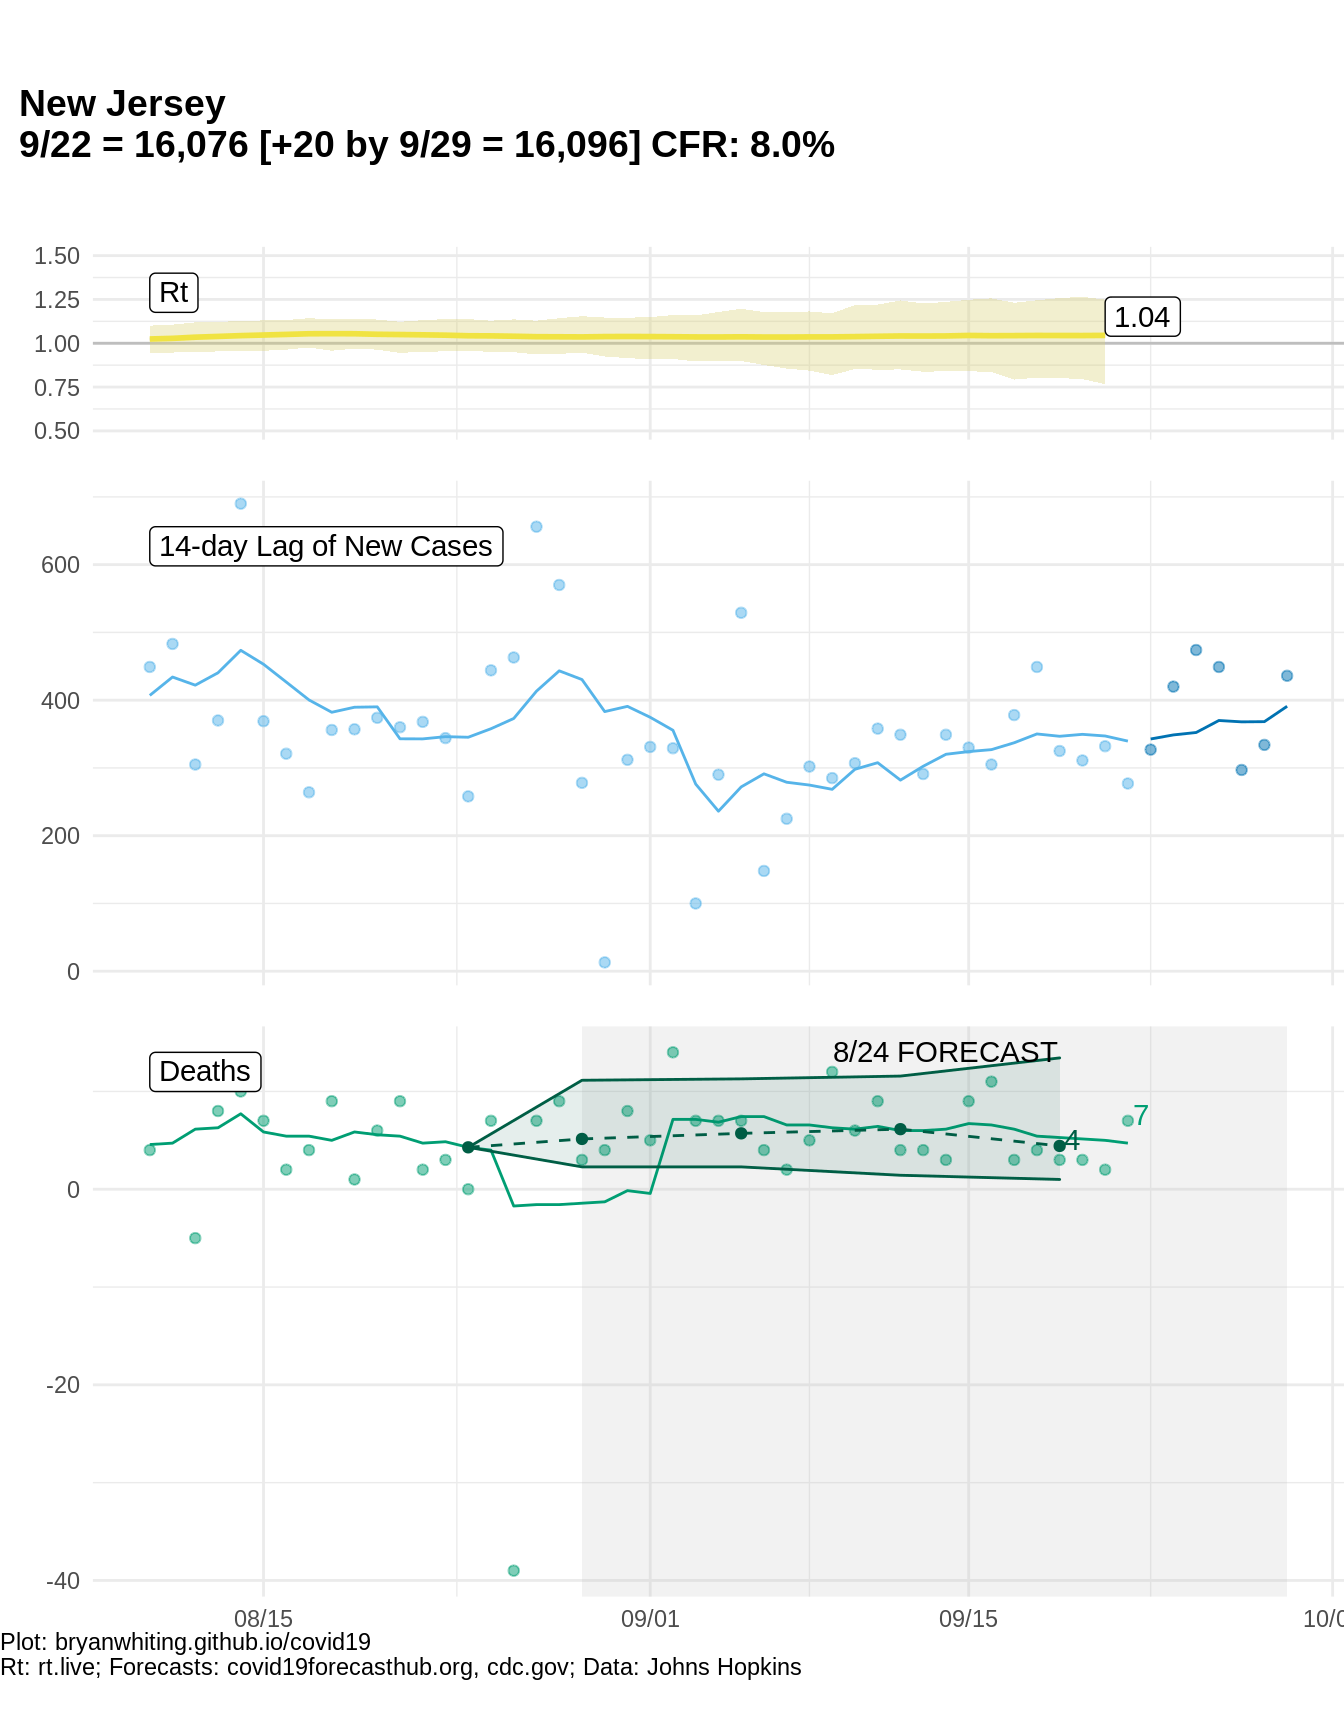 New Jersey
9/22 = 16,076 [+20 by 9/29 = 16,096] CFR: 8.0%
1.50
1.25
1.00
0.75
0.50
Rt
1.04
600
400
200
0
14-day Lag of New Cases
Deaths
8/24 FORECAST
7
4
0
-20
-40
08/15
09/01
09/15
10/0
Plot: bryanwhiting.github.io/covid19
Rt: rt.live; Forecasts: covid19forecasthub.org, cdc.gov; Data: Johns Hopkins